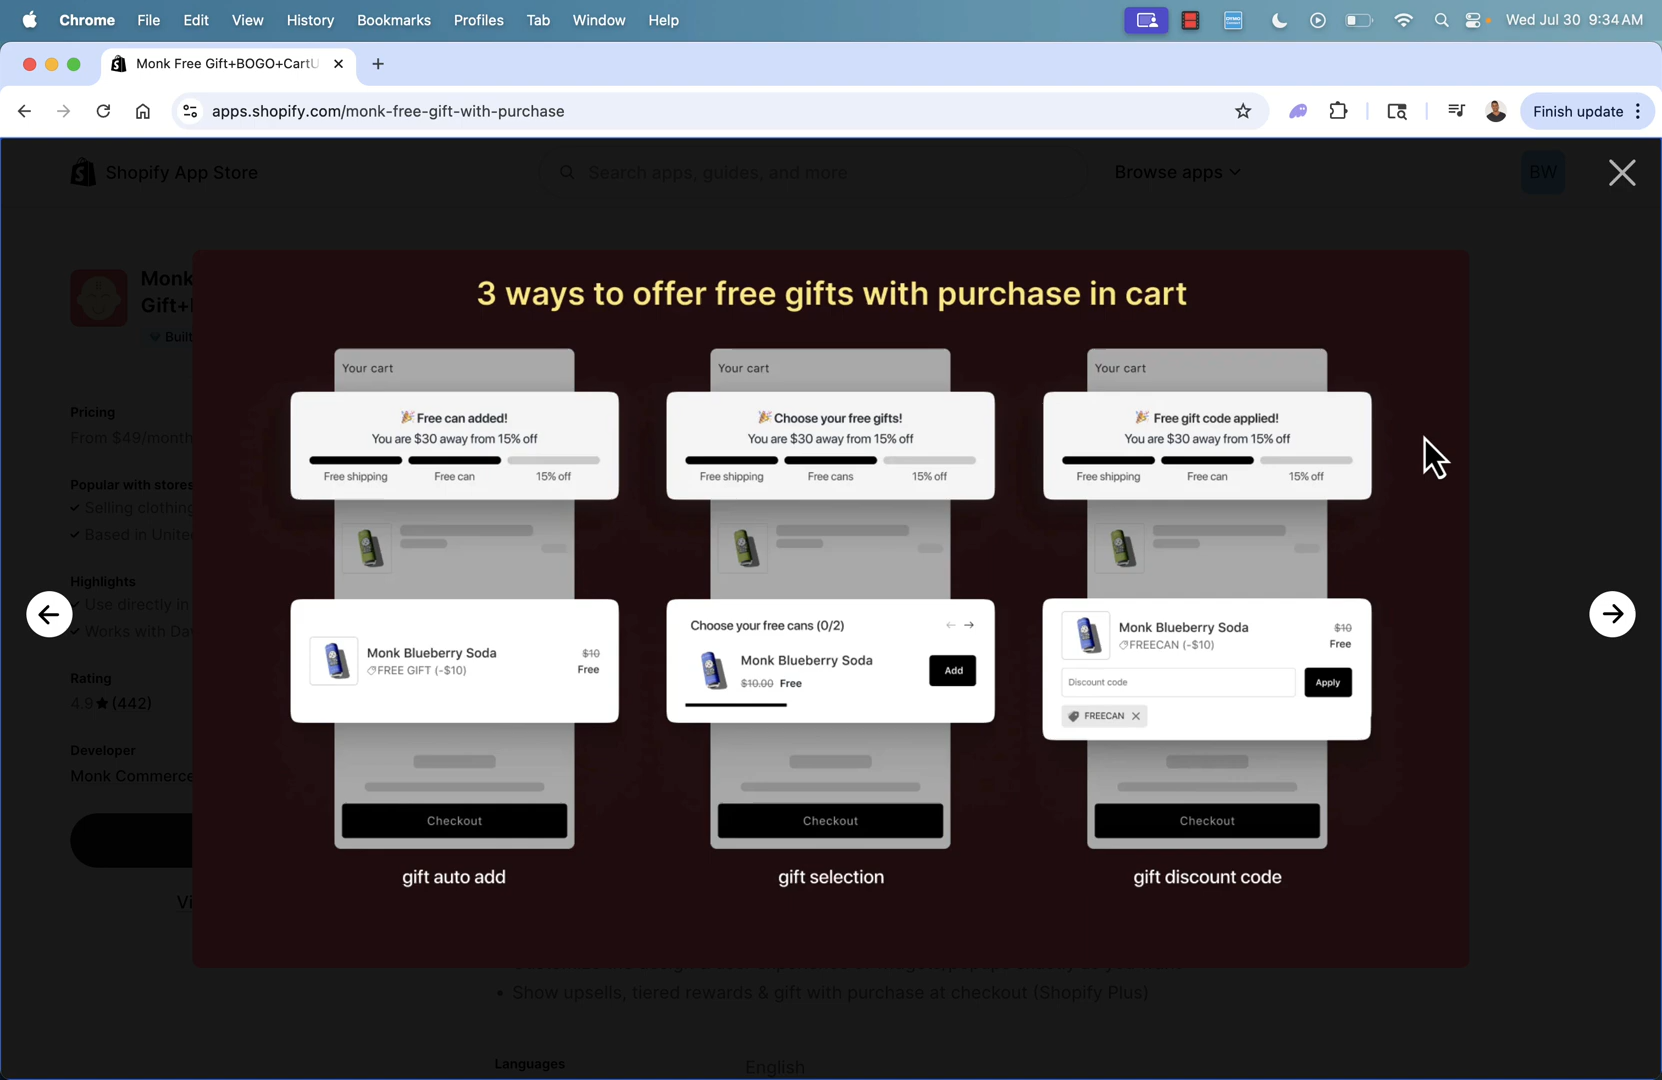 Chrome File Edit View History Bookmarks Profiles Tab Window Help Wed Jul 30 9:34 AM
Monk Free Gift+BOGO+CartU
apps.shopify.com/monk-free-gift-with-purchase Finish update
Shopify App Store Search apps, guides, and more Browse apps BW
Monk
Gift+
Built
Pricing
From $49/month
Popular with stores
Selling clothing
Based in United
Highlights
Use directly in
Works with
Rating
4.9★(442)
Developer
Monk Commerce
3 ways to offer free gifts with purchase in cart
Your cart
🎉 Free can added!
You are $30 away from 15% off
Free shipping Free can 15% off
Monk Blueberry Soda $10
FREE GIFT (-$10) Free
Checkout
gift auto add
Your cart
🎉 Choose your free gifts!
You are $30 away from 15% off
Free shipping Free cans 15% off
Choose your free cans (0/2) ← →
Monk Blueberry Soda
$10.00 Free
Add
Checkout
gift selection
Your cart
🎉 Free gift code applied!
You are $30 away from 15% off
Free shipping Free can 15% off
Monk Blueberry Soda $10
FREECAN (-$10) Free
Discount code Apply
FREECAN ✕
Checkout
gift discount code
• Show upsells, tiered rewards & gift with purchase at checkout (Shopify Plus)
Languages English